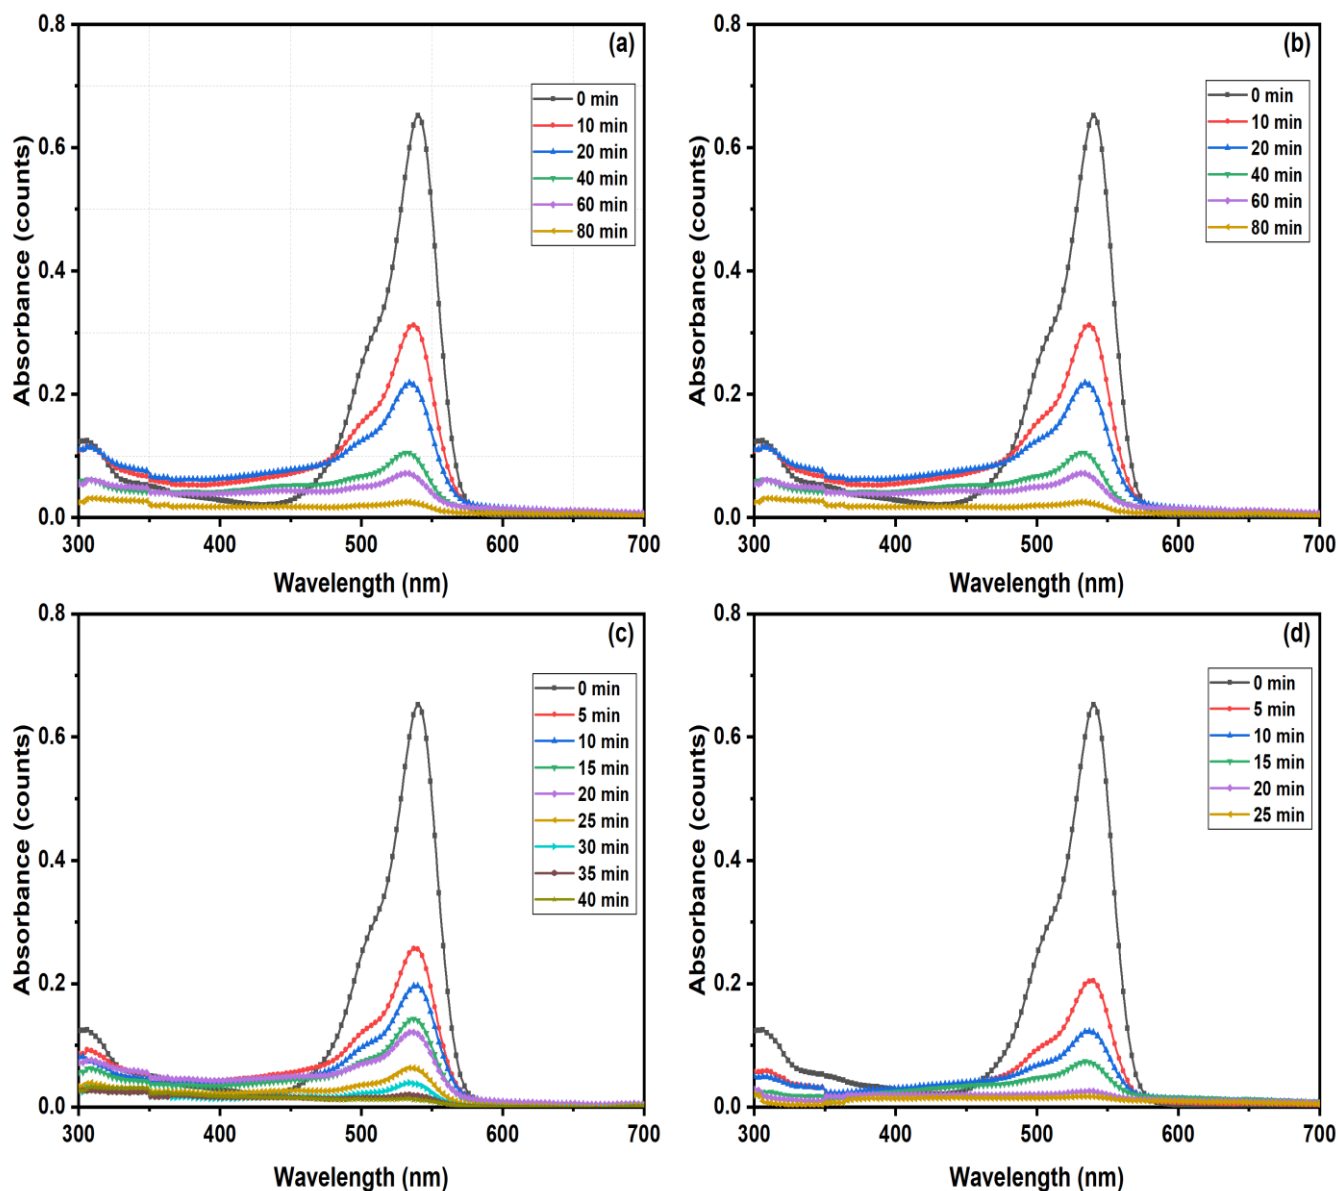 (a)
0 min
10 min
20 min
40 min
60 min
80 min
0.8
0.6
0.4
0.2
0.0
300 400 500 600 700
Absorbance (counts)
Wavelength (nm)
(b)
0 min
10 min
20 min
40 min
60 min
80 min
0.8
0.6
0.4
0.2
0.0
300 400 500 600 700
Absorbance (counts)
Wavelength (nm)
(c)
0 min
5 min
10 min
15 min
20 min
25 min
30 min
35 min
40 min
0.8
0.6
0.4
0.2
0.0
300 400 500 600 700
Absorbance (counts)
Wavelength (nm)
(d)
0 min
5 min
10 min
15 min
20 min
25 min
0.8
0.6
0.4
0.2
0.0
300 400 500 600 700
Absorbance (counts)
Wavelength (nm)